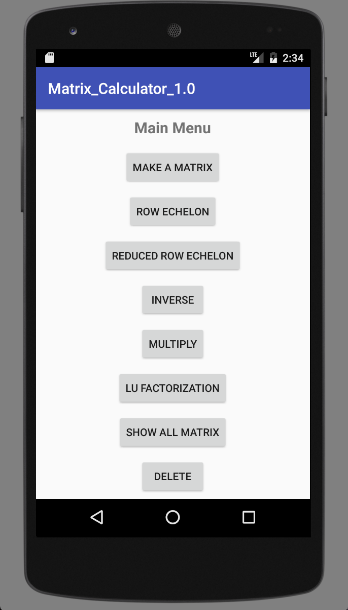 LTE 2:34
Matrix_Calculator_1.0
Main Menu
MAKE A MATRIX
ROW ECHELON
REDUCED ROW ECHELON
INVERSE
MULTIPLY
LU FACTORIZATION
SHOW ALL MATRIX
DELETE